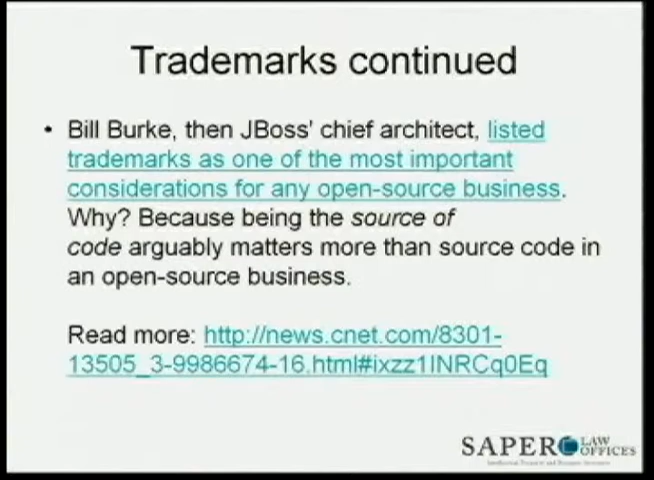 Trademarks continued
• Bill Burke, then JBoss' chief architect, listed
trademarks as one of the most important
considerations for any open-source business.
Why? Because being the source of
code arguably matters more than source code in
an open-source business.
Read more: http://news.cnet.com/8301-
13505_3-9986674-16.html#ixzz1INRCq0Eq
SAPER LAW
OFFICES